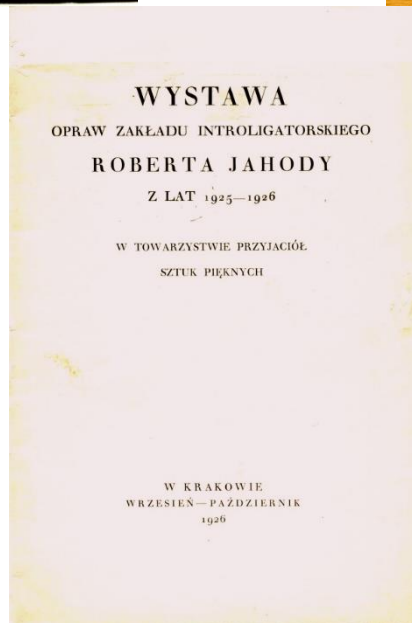 WYSTAWA
OPRAW ZAKŁADU INTROLIGATORSKIEGO
ROBERTA JAHODY
Z LAT 1925—1926
W TOWARZYSTWIE PRZYJACIÓŁ
SZTUK PIĘKNYCH
W KRAKOWIE
WRZESIEŃ—PAŹDZIERNIK
1926